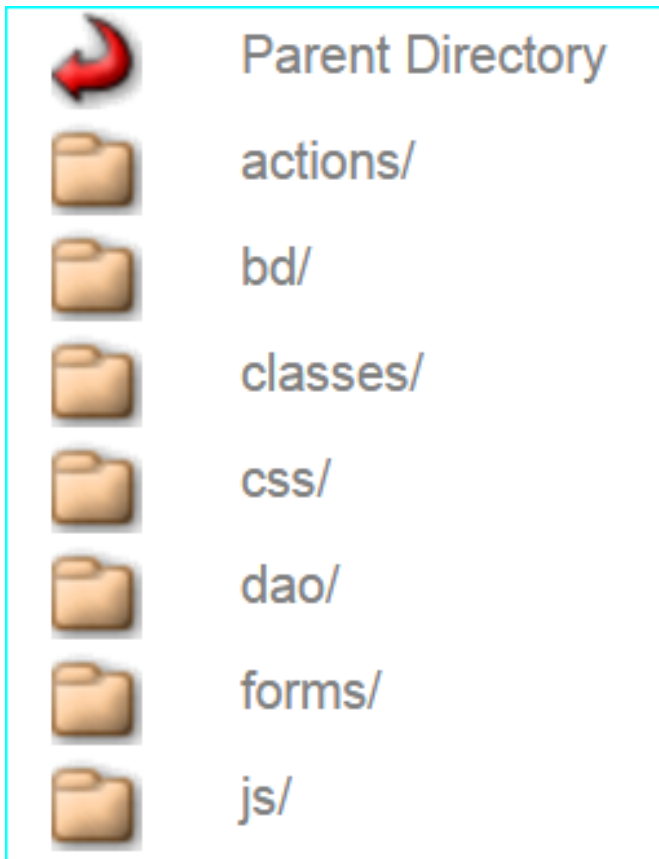 Parent Directory
actions/
bd/
classes/
css/
dao/
forms/
js/